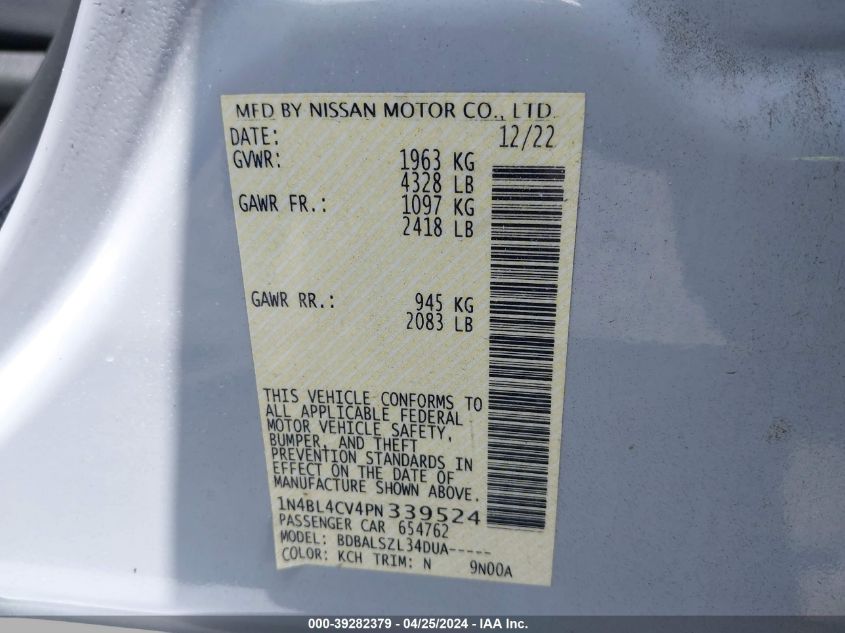 MFD BY NISSAN MOTOR CO., LTD.
DATE: 12/22
GVWR: 1963 KG
4328 LB
GAWR FR.: 1097 KG
2418 LB
GAWR RR.: 945 KG
2083 LB
THIS VEHICLE CONFORMS TO
ALL APPLICABLE FEDERAL
MOTOR VEHICLE SAFETY,
BUMPER, AND THEFT
PREVENTION STANDARDS IN
EFFECT ON THE DATE OF
MANUFACTURE SHOWN ABOVE.
1N4BL4CV4PN339524
PASSENGER CAR 654762
MODEL: BDBALSZL34DUA-----
COLOR: KCH TRIM: N 9N00A
000-39282379 - 04/25/2024 - IAA Inc.